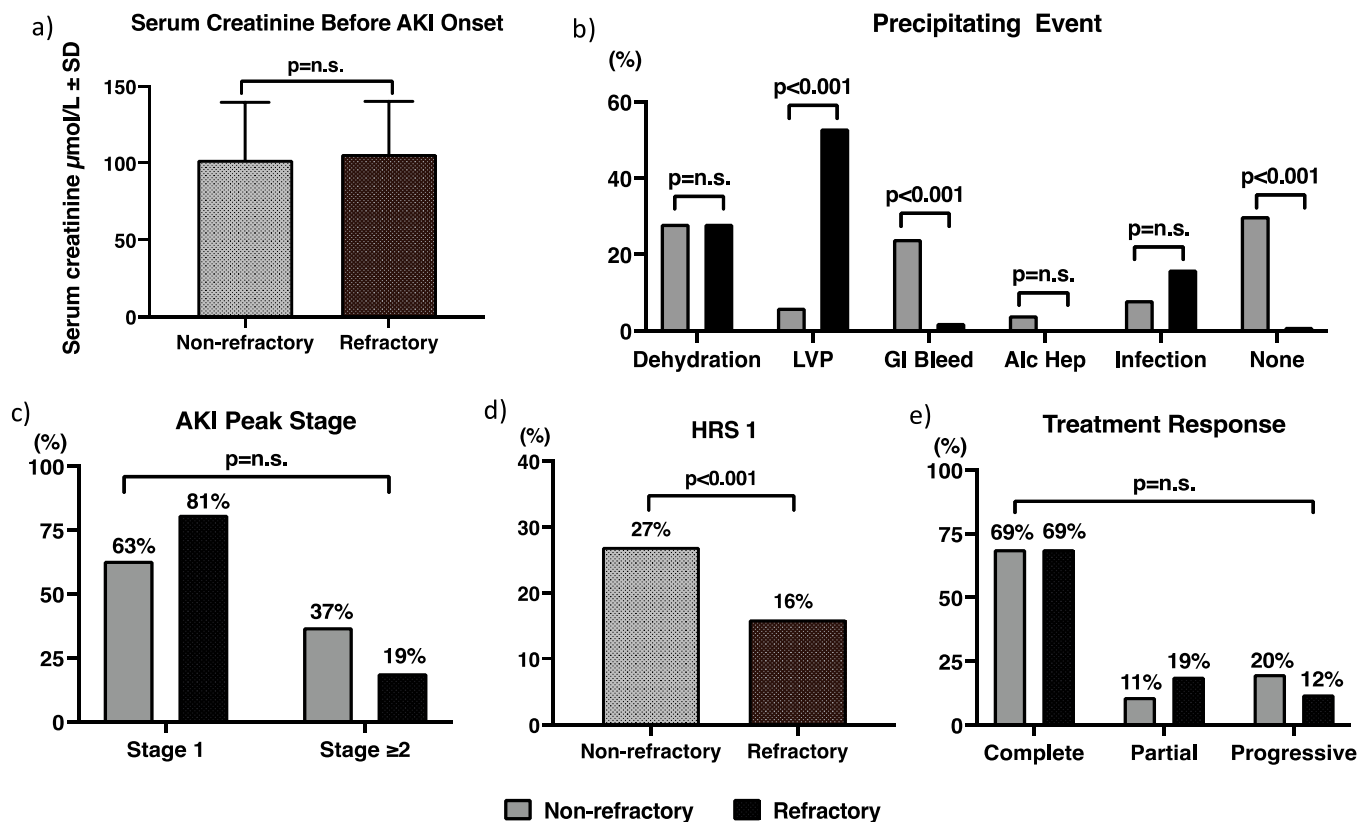 a)
Serum Creatinine Before AKI Onset
Serum creatinine µmol/L ± SD
p=n.s.
150
100
50
0
Non-refractory Refractory
b)
Precipitating Event
(%)
60
40
20
0
p=n.s.
p<0.001
p<0.001
p=n.s.
p=n.s.
p<0.001
Dehydration LVP GI Bleed Alc Hep Infection None
c)
AKI Peak Stage
(%)
100
75
50
25
0
p=n.s.
63% 81%
37% 19%
Stage 1 Stage ≥2
d)
HRS 1
(%)
40
30
20
10
0
p<0.001
27%
16%
Non-refractory Refractory
e)
Treatment Response
(%)
100
75
50
25
0
p=n.s.
69% 69%
11% 19%
20% 12%
Complete Partial Progressive
Non-refractory Refractory